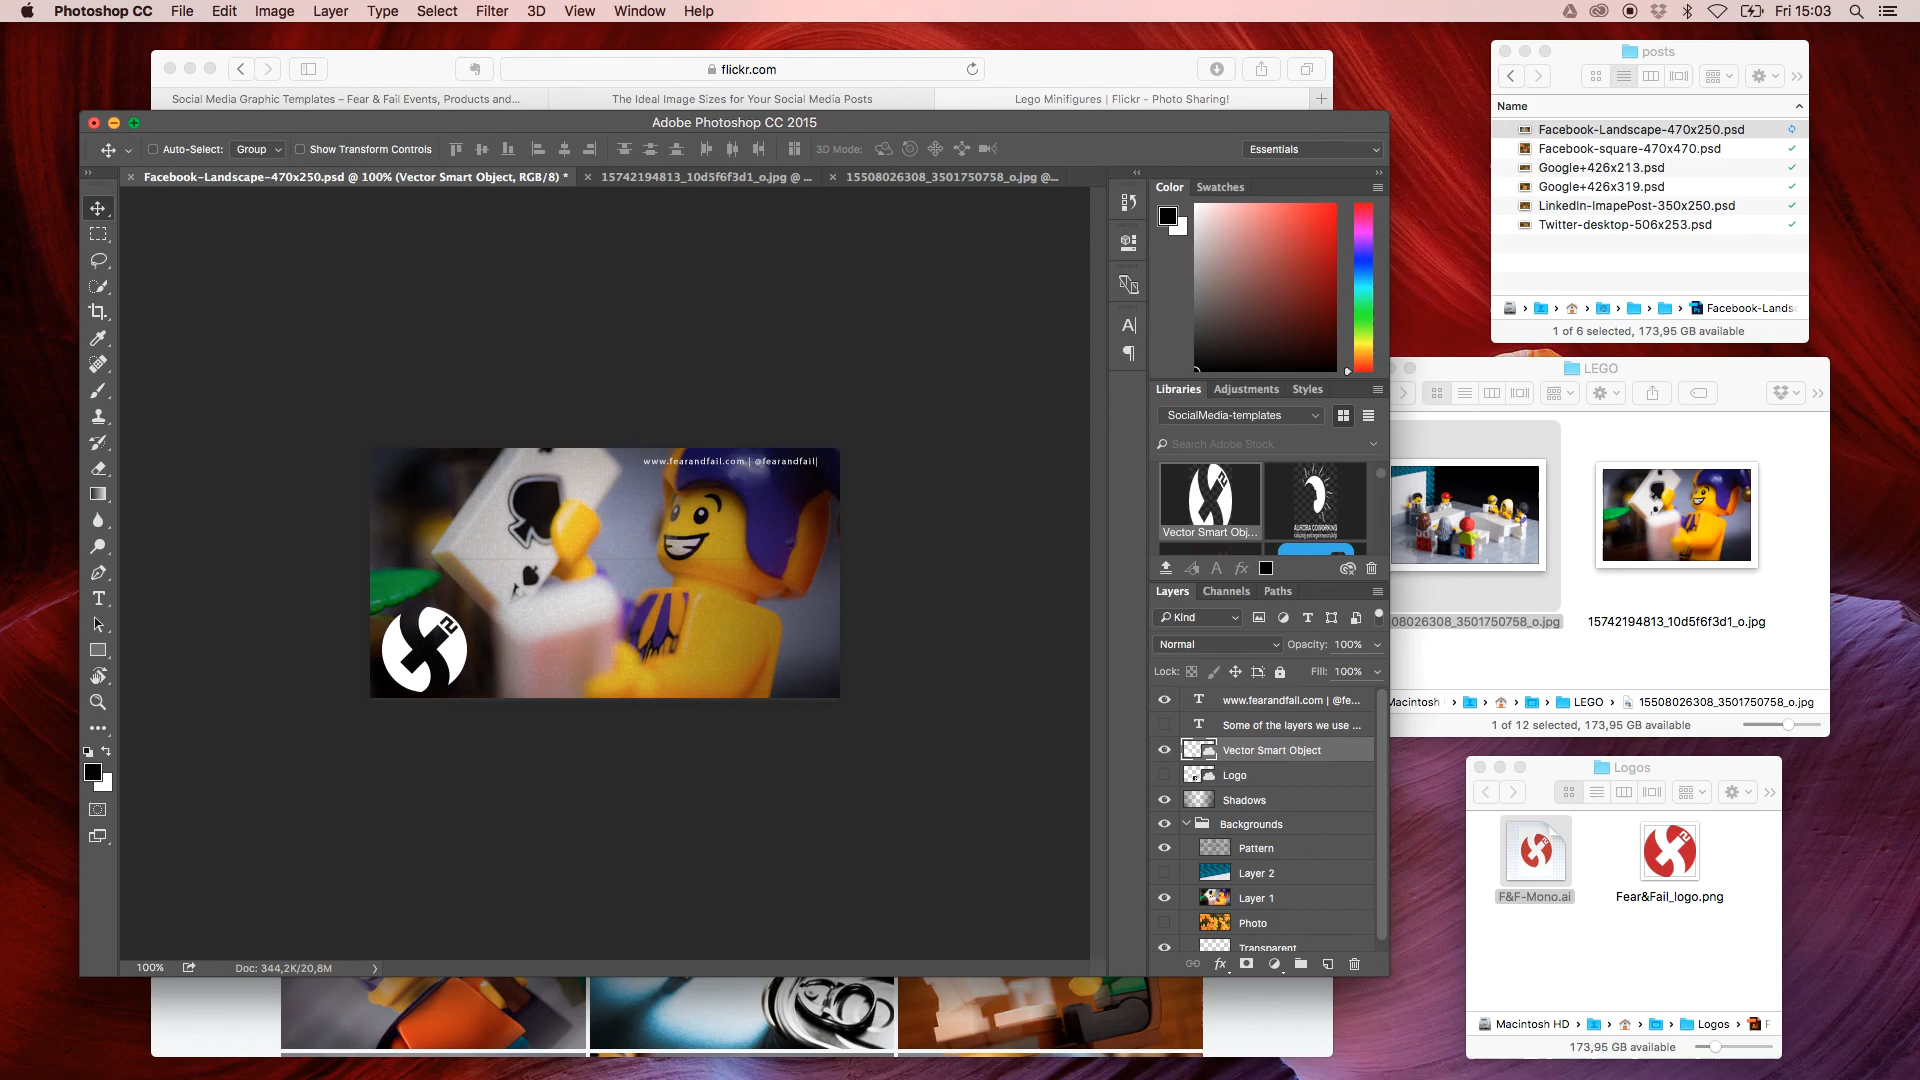 Photoshop CC File Edit Image Layer Type Select Filter 3D View Window Help
Fri 15:03
flickr.com
Social Media Graphic Templates – Fear & Fail Events, Products and...
The Ideal Image Sizes for Your Social Media Posts
Lego Minifigures | Flickr - Photo Sharing!
Adobe Photoshop CC 2015
Auto-Select: Group Show Transform Controls 3D Mode: Essentials
Facebook-Landscape-470x250.psd @ 100% (Vector Smart Object, RGB/8) *
15742194813_10d5f6f3d1_o.jpg @ ...
15508026308_3501750758_o.jpg @...
www.fearandfail.com | @fearandfail
100% Doc: 344,2K/20,8M
Color Swatches
Libraries Adjustments Styles
SocialMedia-templates
Search Adobe Stock
Vector Smart Obj...
AURORA COWORKING
Layers Channels Paths
Kind
Normal Opacity: 100%
Lock: Fill: 100%
www.fearandfail.com | @fe...
Some of the layers we use ...
Vector Smart Object
Logo
Shadows
Backgrounds
Pattern
Layer 2
Layer 1
Photo
Transparent
posts
Name
Facebook-Landscape-470x250.psd
Facebook-square-470x470.psd
Google+426x213.psd
Google+426x319.psd
LinkedIn-ImapePost-350x250.psd
Twitter-desktop-506x253.psd
Facebook-Lands
1 of 6 selected, 173,95 GB available
LEGO
08026308_3501750758_o.jpg
15742194813_10d5f6f3d1_o.jpg
Macintosh LEGO 15508026308_3501750758_o.jpg
1 of 12 selected, 173,95 GB available
Logos
F&F-Mono.ai
Fear&Fail_logo.png
Macintosh HD Logos F
173,95 GB available